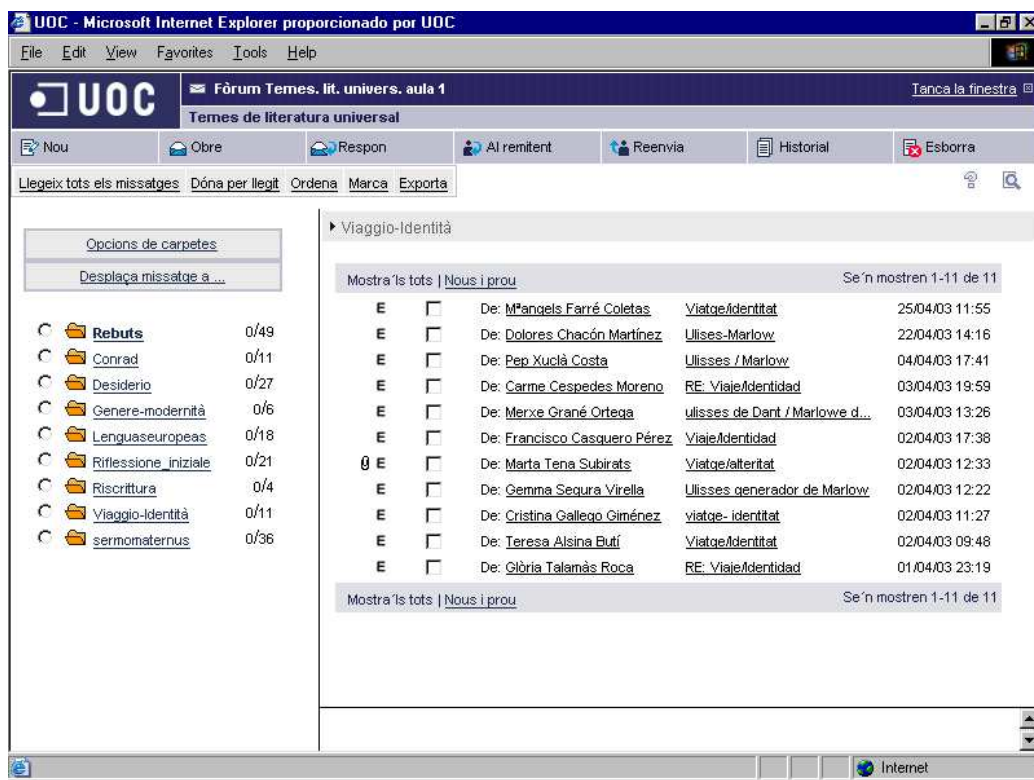 UOC - Microsoft Internet Explorer proporcionado por UOC
File Edit View Favorites Tools Help
UOC
Fòrum Temes. lit. univers. aula 1 Tanca la finestra
Temes de literatura universal
Nou Obre Respon Al remitent Reenvia Historial Esborra
Llegeix tots els missatges Dóna per llegit Ordena Marca Exporta
Opcions de carpetes
Desplaça missatge a ...
Rebuts 0/49
Conrad 0/11
Desiderio 0/27
Genere-modernità 0/6
Lenguaseuropeas 0/18
Riflessione_iniziale 0/21
Riscrittura 0/4
Viaggio-Identità 0/11
sermomaternus 0/36
Viaggio-Identità
Mostra´ls tots | Nous i prou Se´n mostren 1-11 de 11
E De: Mªangels Farré Coletas Viatge/identitat 25/04/03 11:55
E De: Dolores Chacón Martínez Ulises-Marlow 22/04/03 14:16
E De: Pep Xuclà Costa Ulisses / Marlow 04/04/03 17:41
E De: Carme Cespedes Moreno RE: Viaje/Identidad 03/04/03 19:59
E De: Merxe Grané Ortega ulisses de Dant / Marlowe d... 03/04/03 13:26
E De: Francisco Casquero Pérez Viaje/Identidad 02/04/03 17:38
E De: Marta Tena Subirats Viatge/alteritat 02/04/03 12:33
E De: Gemma Segura Virella Ulisses generador de Marlow 02/04/03 12:22
E De: Cristina Gallego Giménez viatge- identitat 02/04/03 11:27
E De: Teresa Alsina Butí Viatge/Identitat 02/04/03 09:48
E De: Glòria Talamàs Roca RE: Viaje/Identidad 01/04/03 23:19
Mostra´ls tots | Nous i prou Se´n mostren 1-11 de 11
Internet